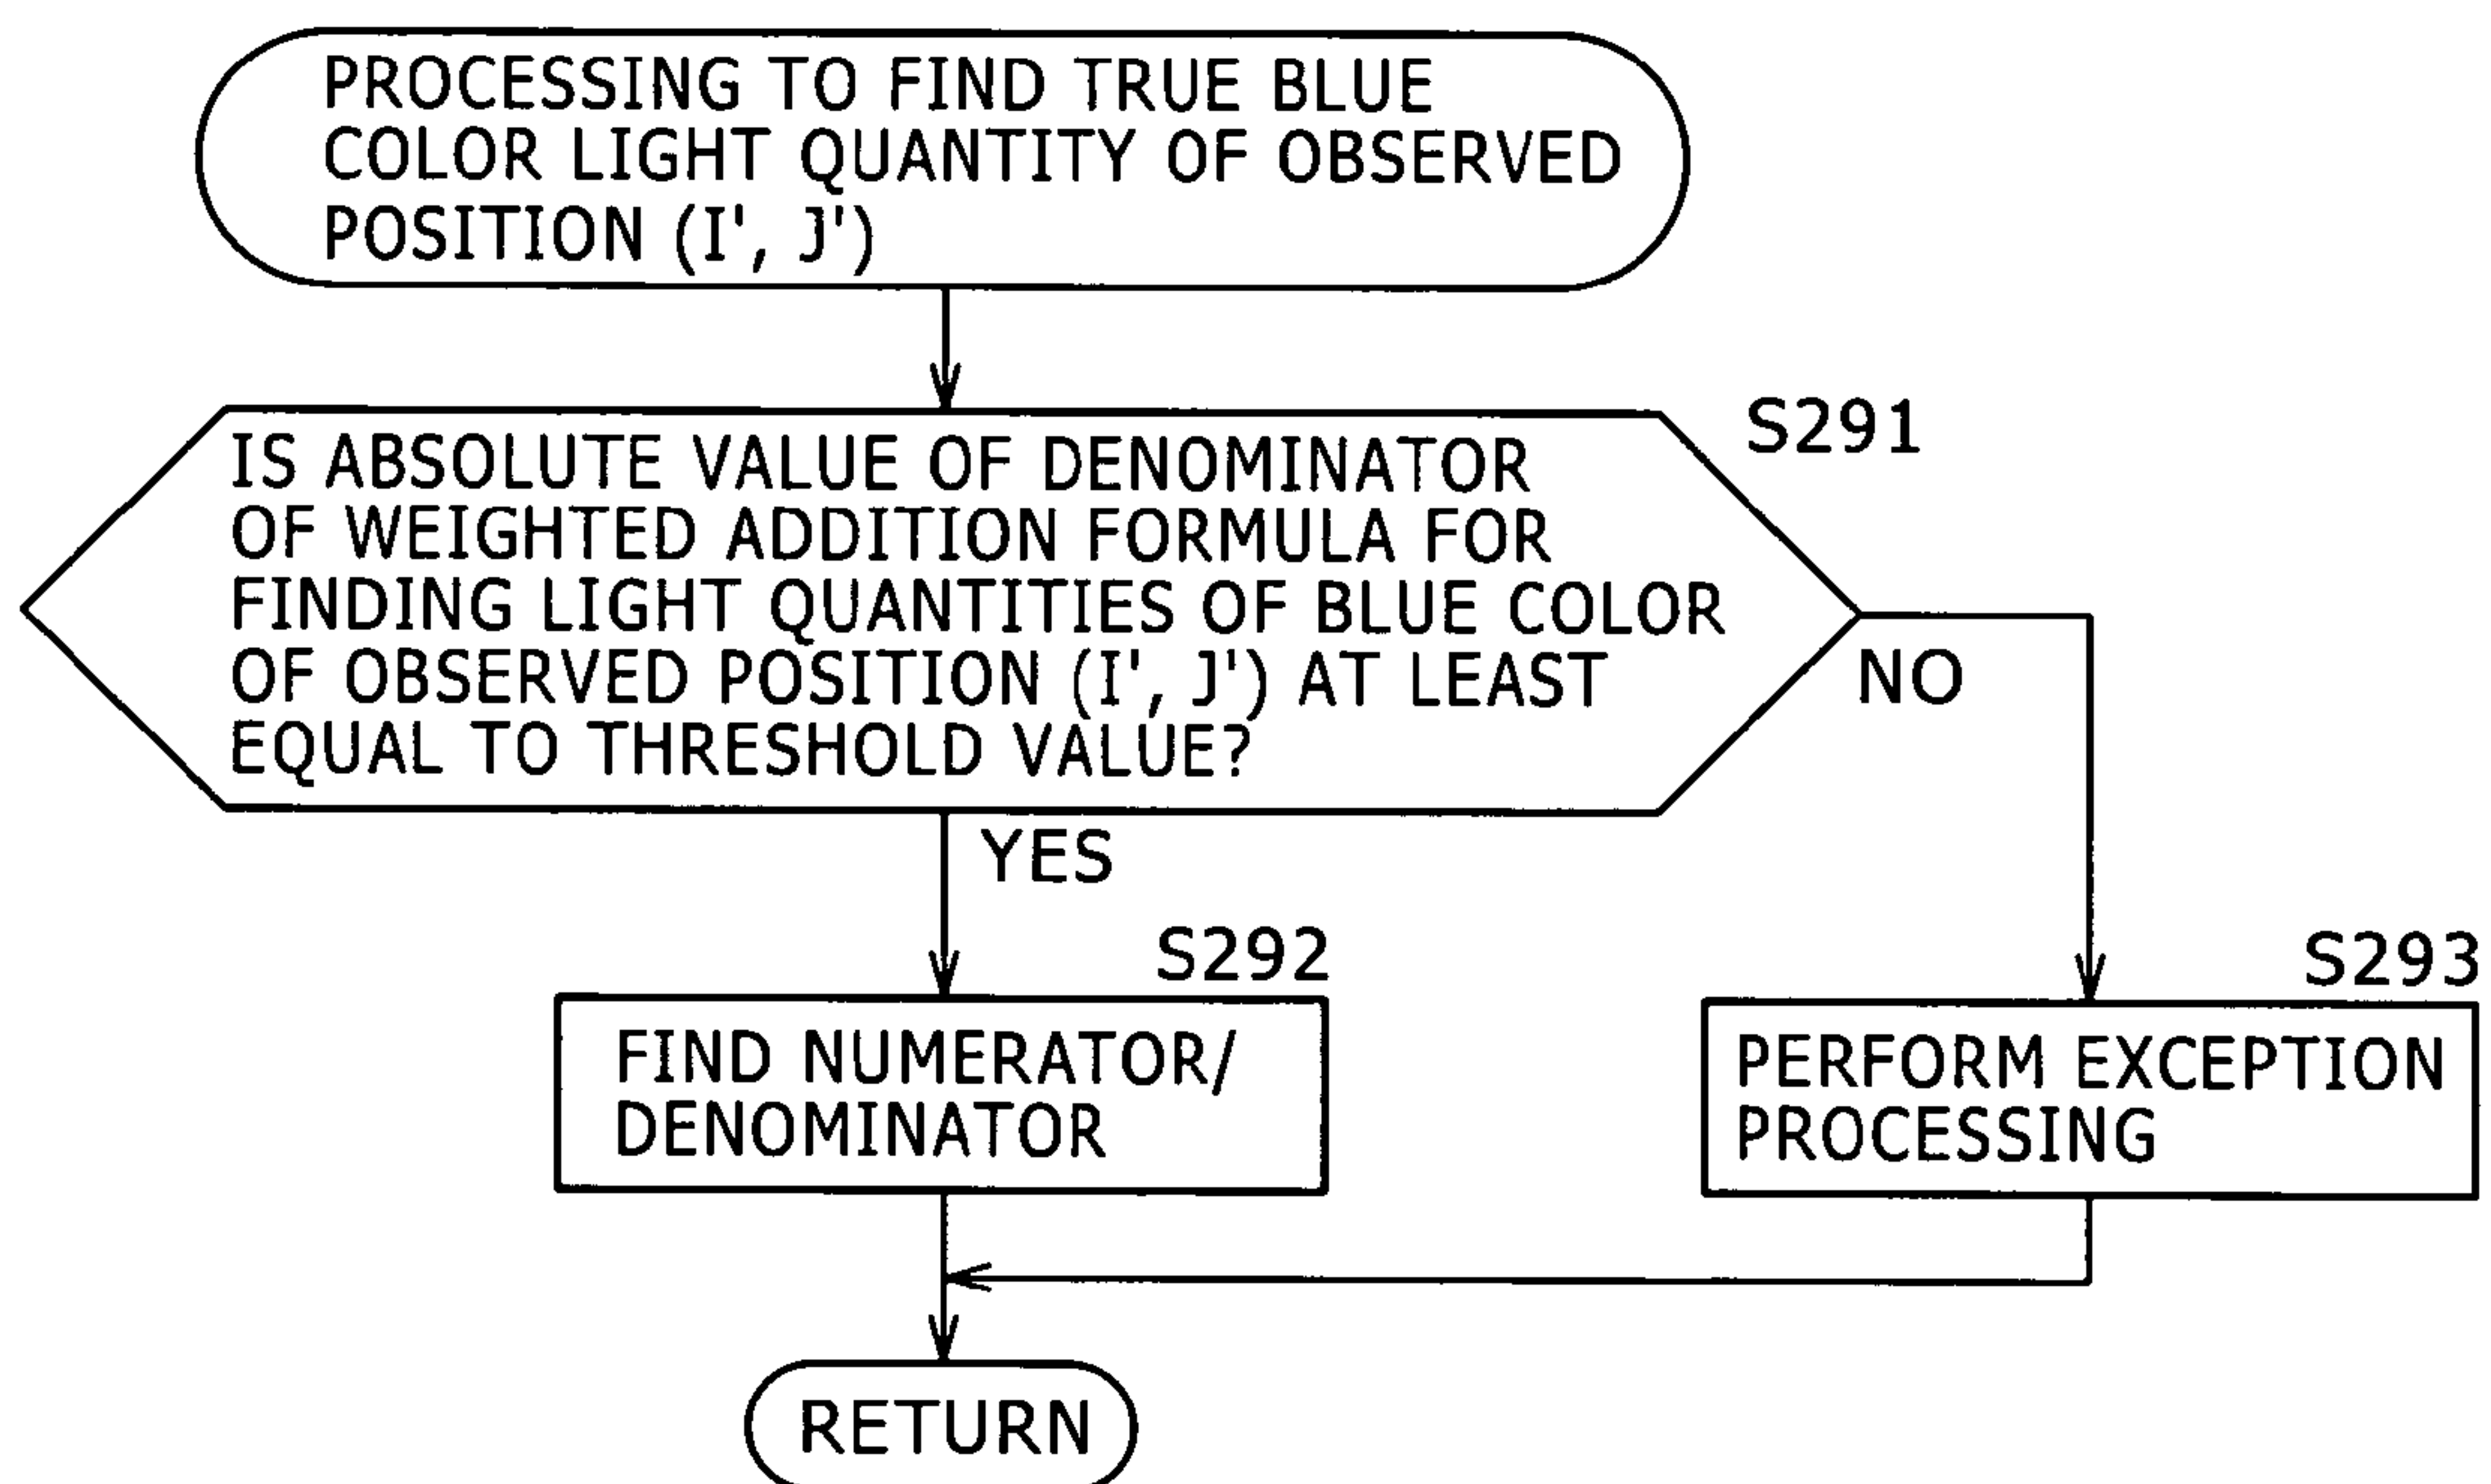 PROCESSING TO FIND TRUE BLUE
COLOR LIGHT QUANTITY OF OBSERVED
POSITION (I', J')
S291
IS ABSOLUTE VALUE OF DENOMINATOR
OF WEIGHTED ADDITION FORMULA FOR
FINDING LIGHT QUANTITIES OF BLUE COLOR
OF OBSERVED POSITION (I', J') AT LEAST
EQUAL TO THRESHOLD VALUE?
NO
YES
S292
FIND NUMERATOR/
DENOMINATOR
S293
PERFORM EXCEPTION
PROCESSING
RETURN